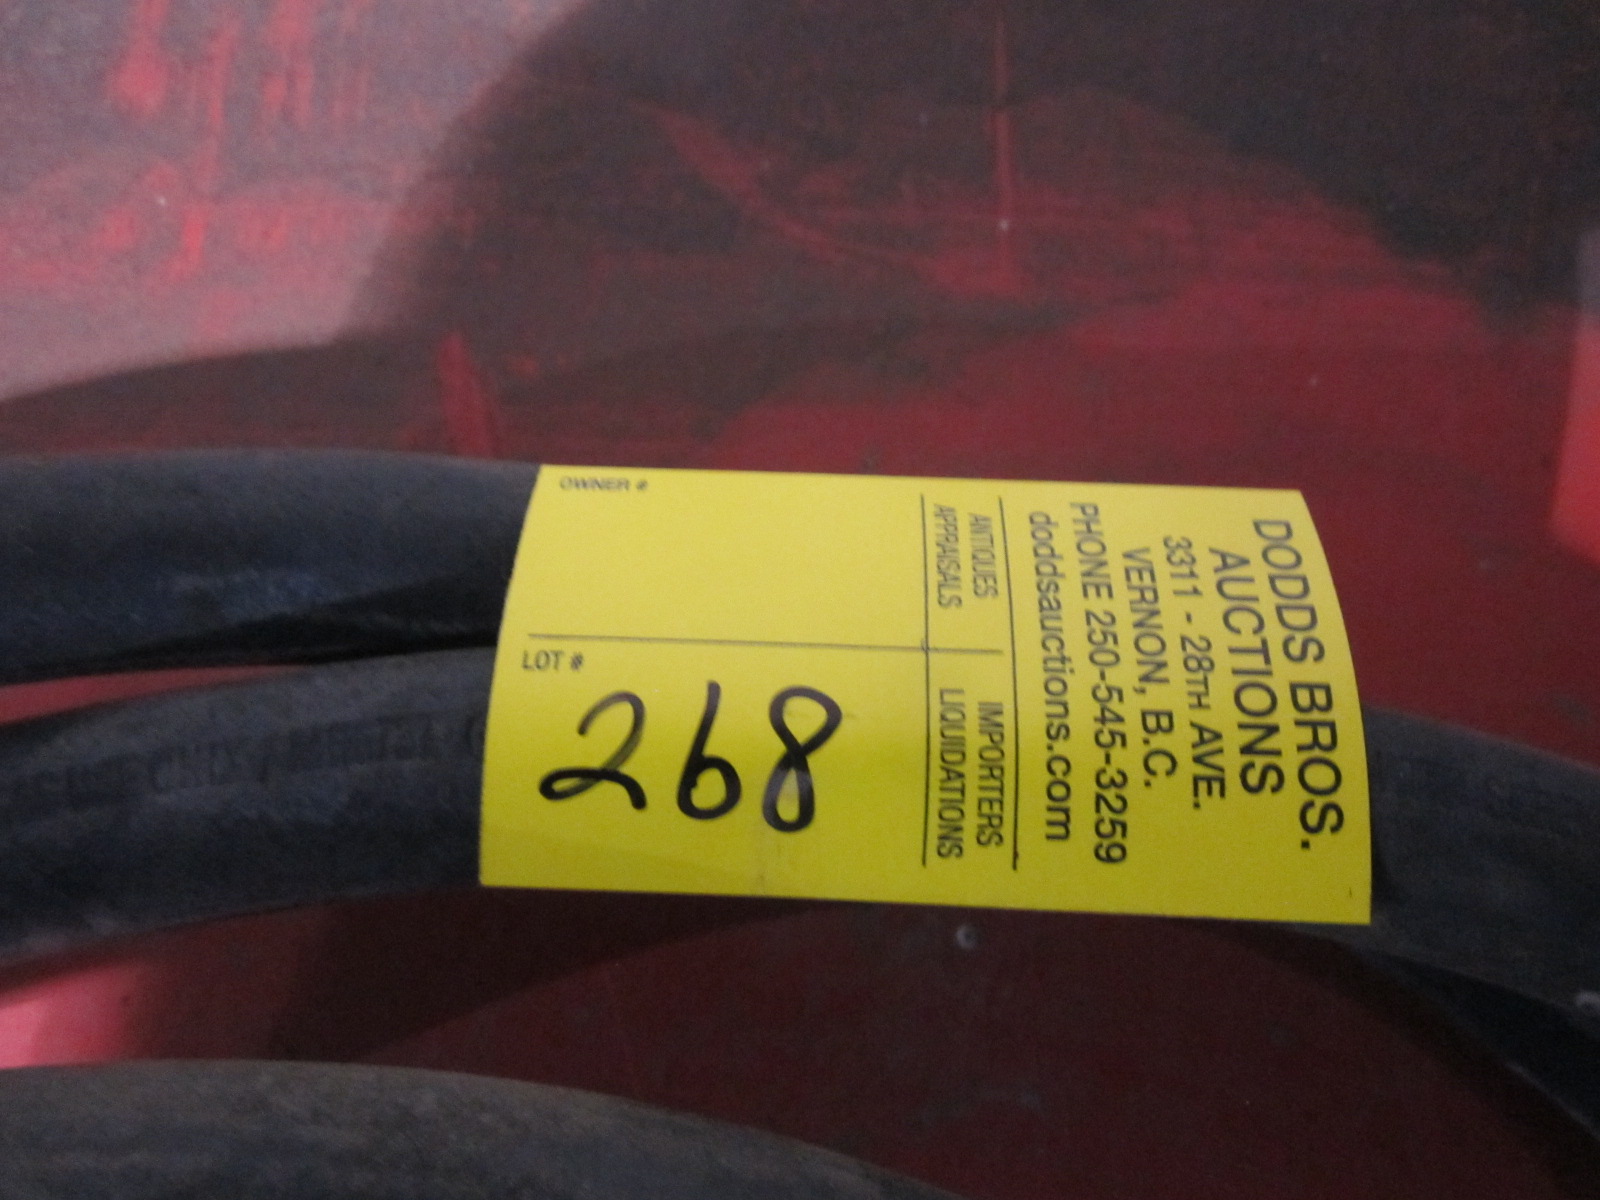 DODDS BROS.
AUCTIONS
3311 - 28TH AVE.
VERNON, B.C.
PHONE 250-545-3259
doddsauctions.com
ANTIQUES IMPORTERS
APPRAISALS LIQUIDATIONS
OWNER #
LOT #
268